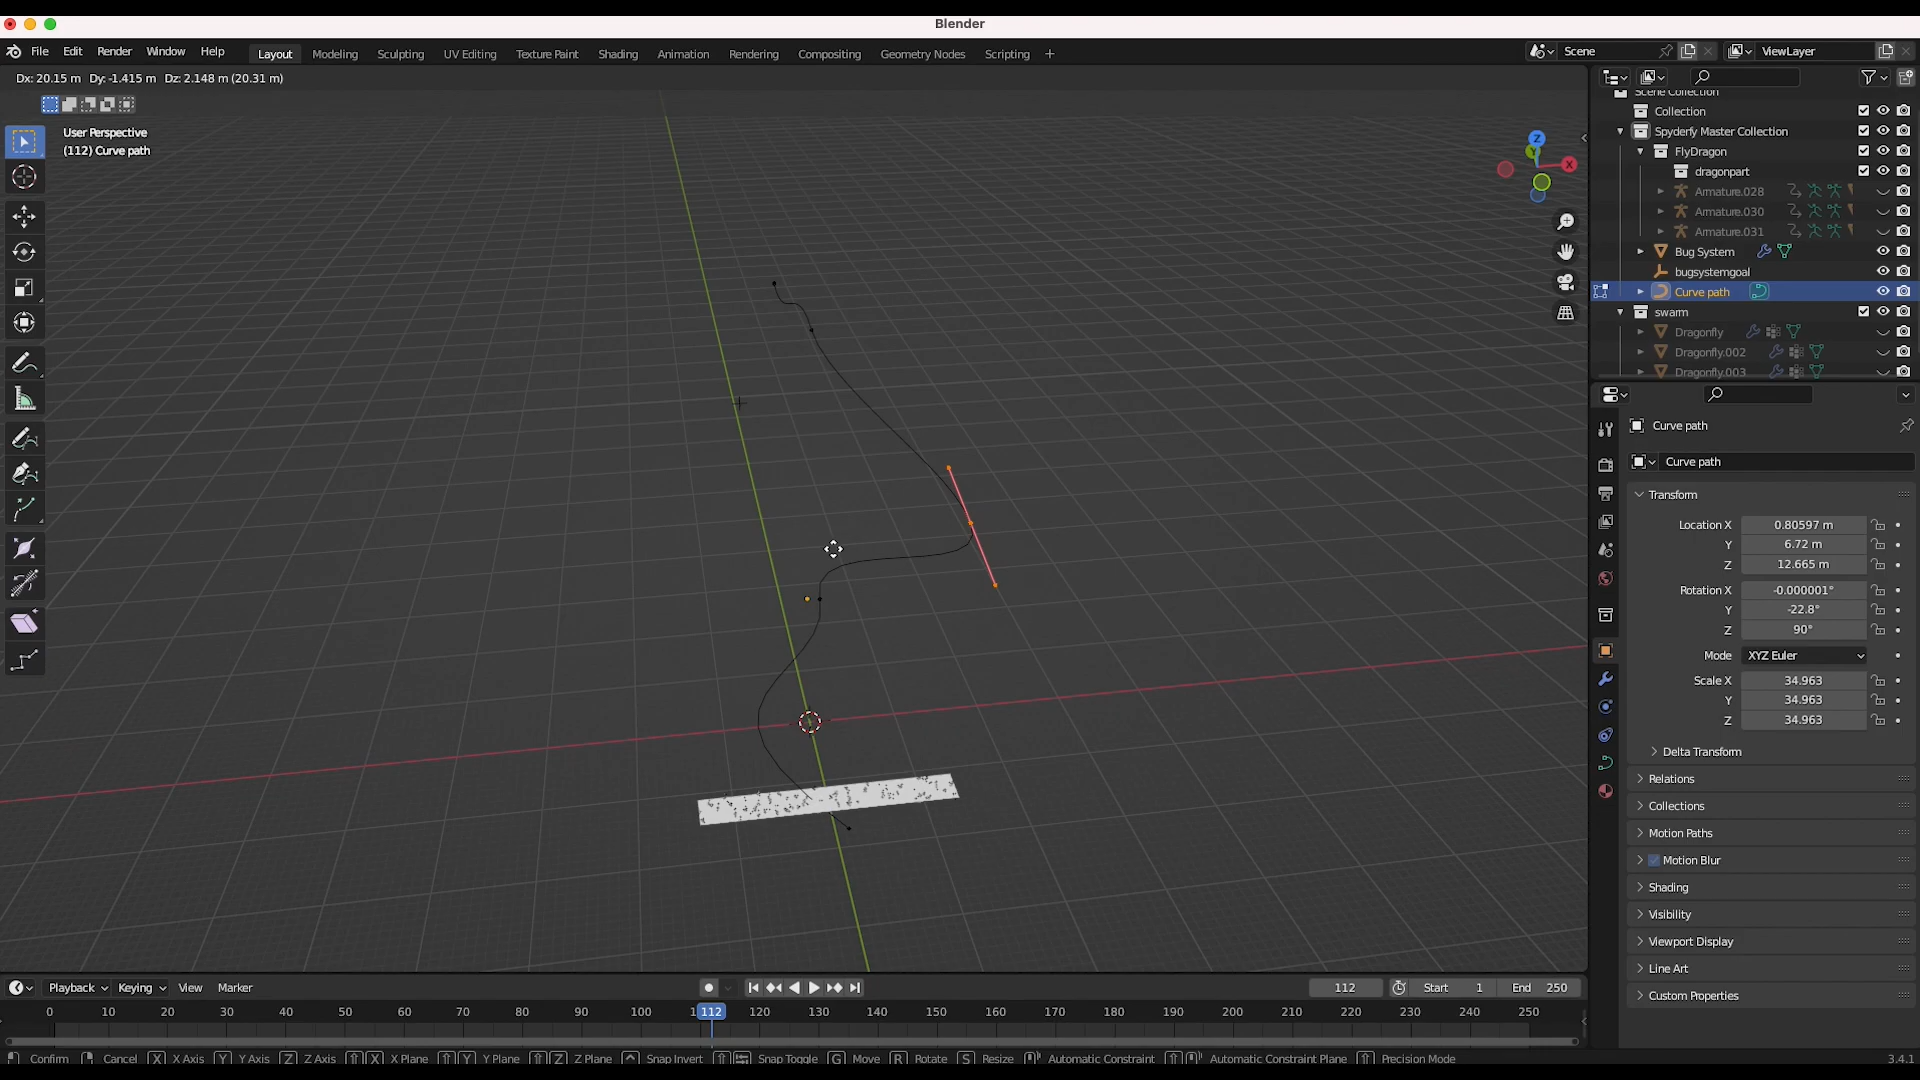 Blender
File Edit Render Window Help Layout Modeling Sculpting UV Editing Texture Paint Shading Animation Rendering Compositing Geometry Nodes Scripting + Scene ViewLayer
Dx: 20.15 m Dy: -1.415 m Dz: 2.148 m (20.31 m)
User Perspective
(112) Curve path
Z
Y
X
Scene Collection
Collection
Spyderfy Master Collection
FlyDragon
dragonpart
Armature.028
Armature.030
Armature.031
Bug System
bugsystemgoal
Curve path
swarm
Dragonfly
Dragonfly.002
Dragonfly.003
Curve path
Curve path
Transform
Location X 0.80597 m
Y 6.72 m
Z 12.665 m
Rotation X -0.000001°
Y -22.8°
Z 90°
Mode XYZ Euler
Scale X 34.963
Y 34.963
Z 34.963
Delta Transform
Relations
Collections
Motion Paths
Motion Blur
Shading
Visibility
Viewport Display
Line Art
Custom Properties
Playback Keying View Marker 112 Start 1 End 250
0 10 20 30 40 50 60 70 80 90 100 112 120 130 140 150 160 170 180 190 200 210 220 230 240 250
Confirm Cancel X X Axis Y Y Axis Z Z Axis X X Plane Y Y Plane Z Z Plane Snap Invert Snap Toggle G Move R Rotate S Resize Automatic Constraint Automatic Constraint Plane Precision Mode 3.4.1